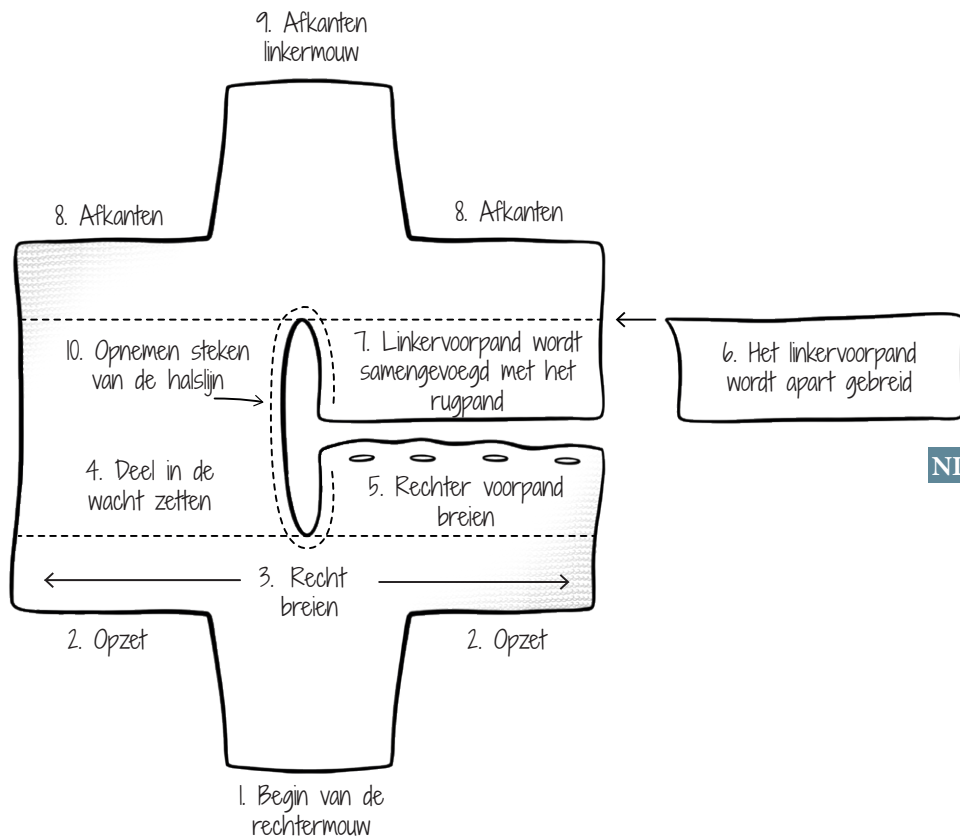 9. Afkanten
linkermouw
8. Afkanten
8. Afkanten
10. Opnemen steken
van de halslijn
7. Linkervoorpand wordt
samengevoegd met het
rugpand
6. Het linkervoorpand
wordt apart gebreid
4. Deel in de
wacht zetten
5. Rechter voorpand
breien
3. Recht
breien
2. Opzet
2. Opzet
1. Begin van de
rechtermouw